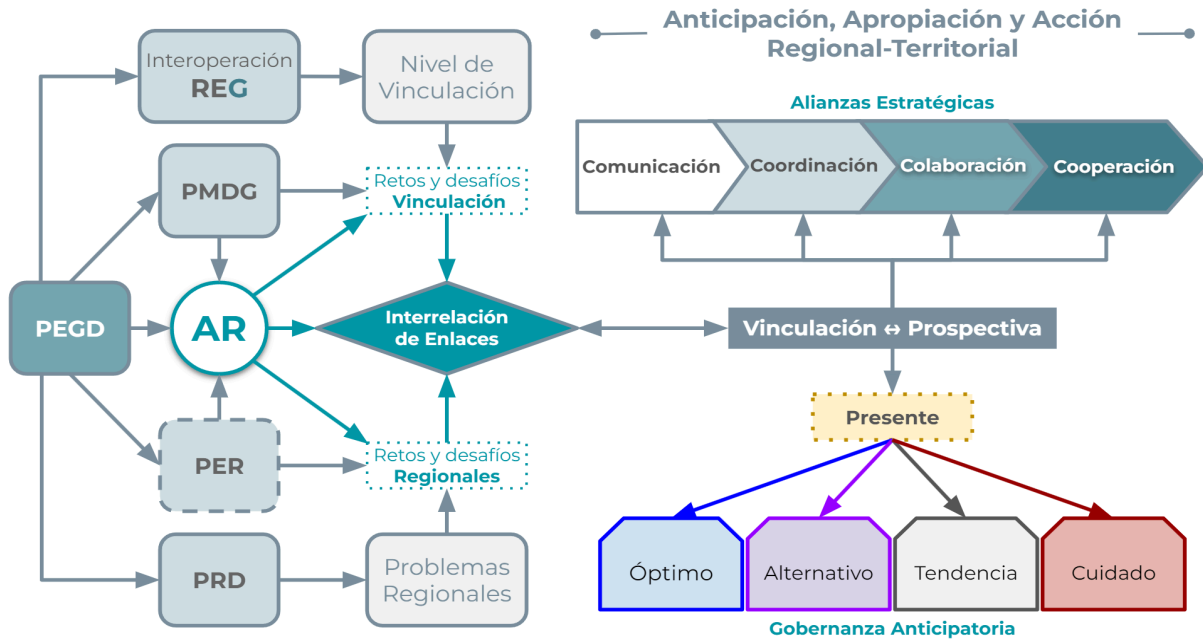 Anticipación, Apropiación y Acción
Regional-Territorial
Interoperación
REG
Nivel de
Vinculación
PMDG
Retos y desafíos
Vinculación
PEGD
AR
Interrelación
de Enlaces
PER
Retos y desafíos
Regionales
PRD
Problemas
Regionales
Alianzas Estratégicas
Comunicación
Coordinación
Colaboración
Cooperación
Vinculación ↔ Prospectiva
Presente
Óptimo
Alternativo
Tendencia
Cuidado
Gobernanza Anticipatoria